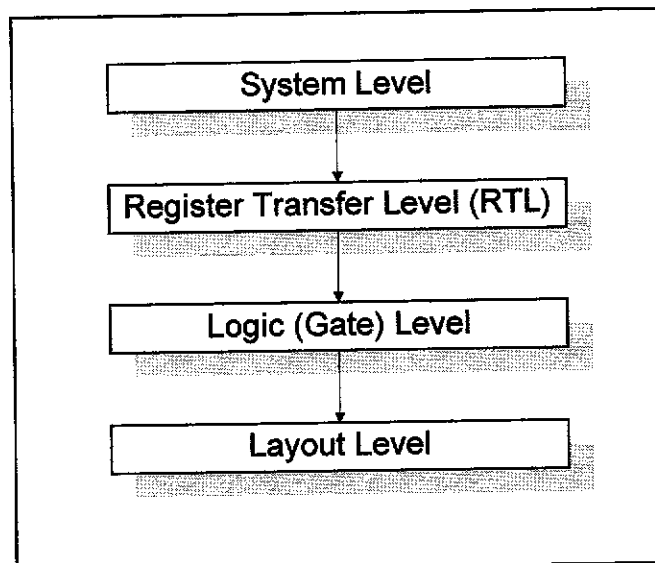 System Level
Register Transfer Level (RTL)
Logic (Gate) Level
Layout Level